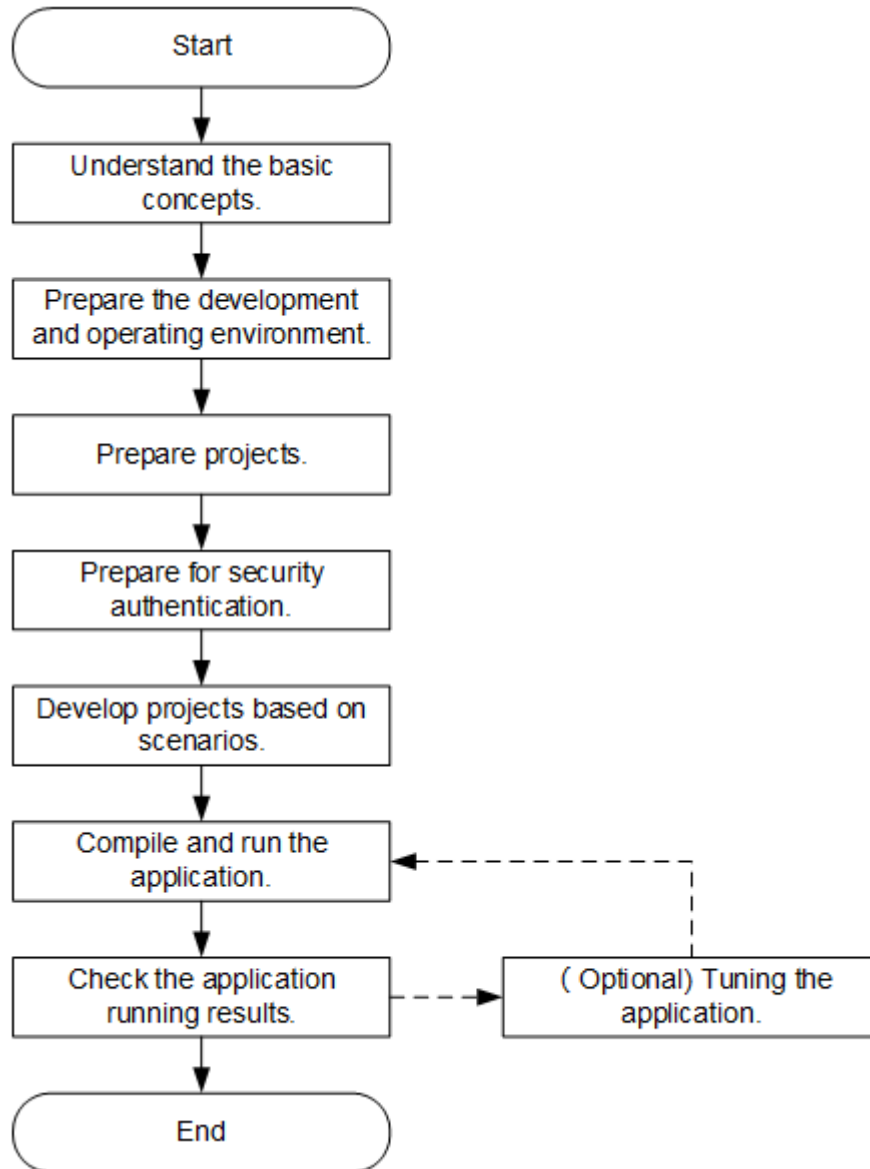 Start
Understand the basic
concepts.
Prepare the development
and operating environment.
Prepare projects.
Prepare for security
authentication.
Develop projects based on
scenarios.
Compile and run the
application.
Check the application
running results.
( Optional) Tuning the
application.
End